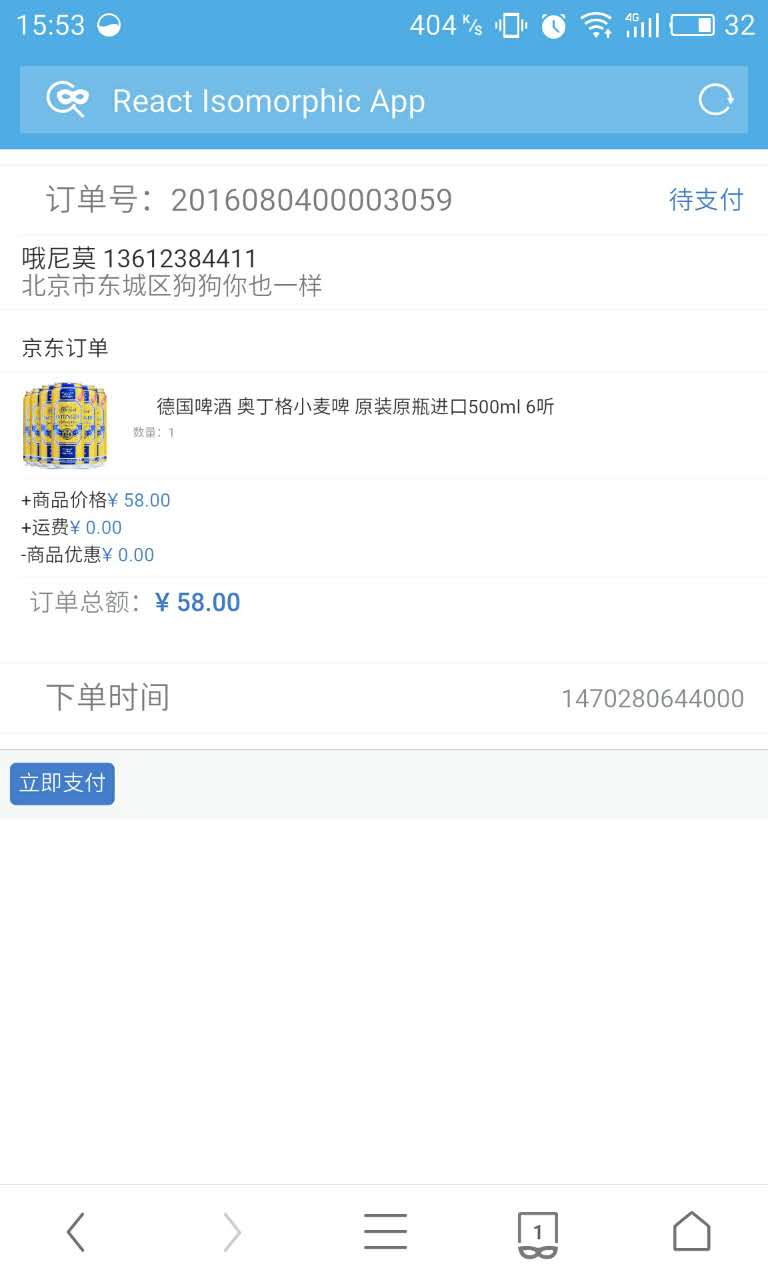 15:53 404 K/s 4G 32
React Isomorphic App
订单号：2016080400003059 待支付
哦尼莫 13612384411
北京市东城区狗狗你也一样
京东订单
德国啤酒 奥丁格小麦啤 原装原瓶进口500ml 6听
数量：1
+商品价格¥ 58.00
+运费¥ 0.00
-商品优惠¥ 0.00
订单总额：¥ 58.00
下单时间 1470280644000
立即支付
1